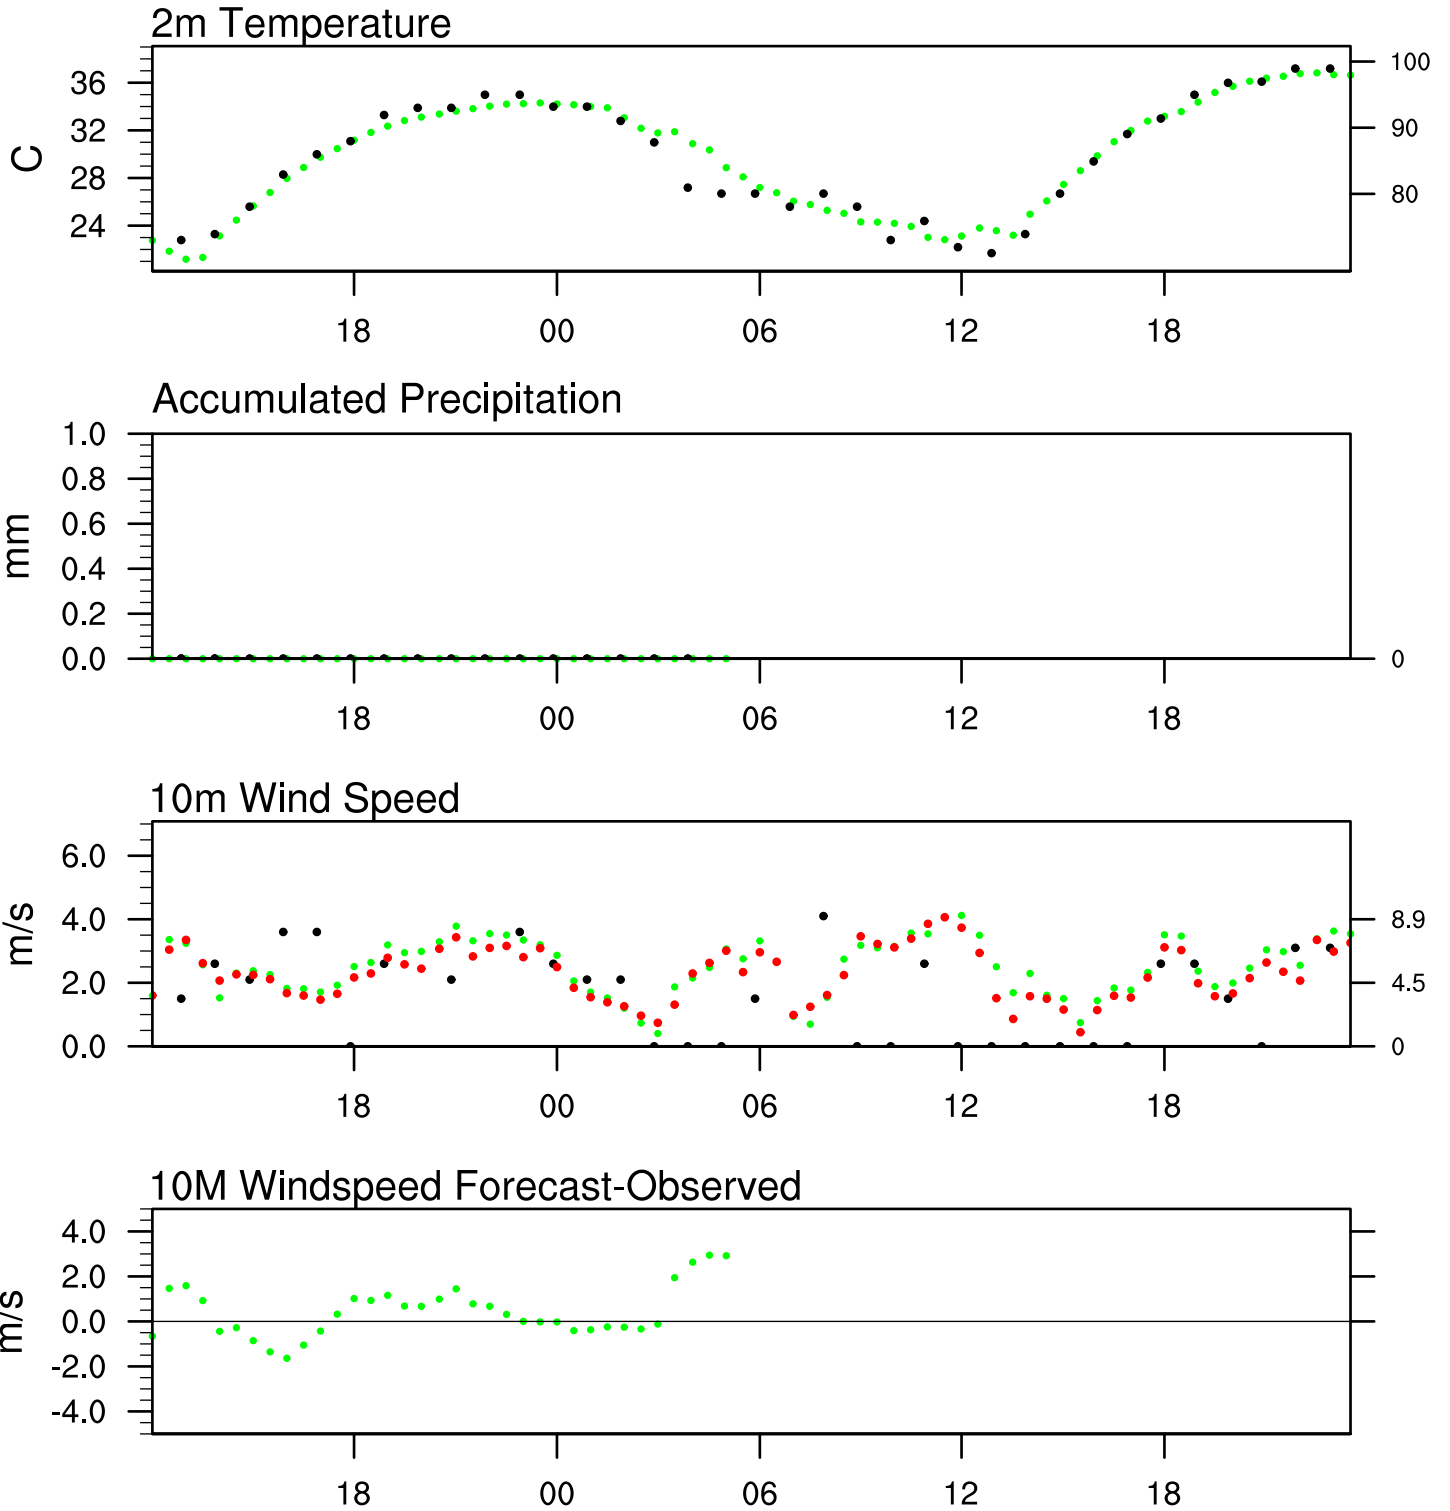 2m Temperature
C
36
32
28
24
100
90
80
18 00 06 12 18
Accumulated Precipitation
mm
1.0
0.8
0.6
0.4
0.2
0.0
0
18 00 06 12 18
10m Wind Speed
m/s
6.0
4.0
2.0
0.0
8.9
4.5
0
18 00 06 12 18
10M Windspeed Forecast-Observed
m/s
4.0
2.0
0.0
-2.0
-4.0
18 00 06 12 18